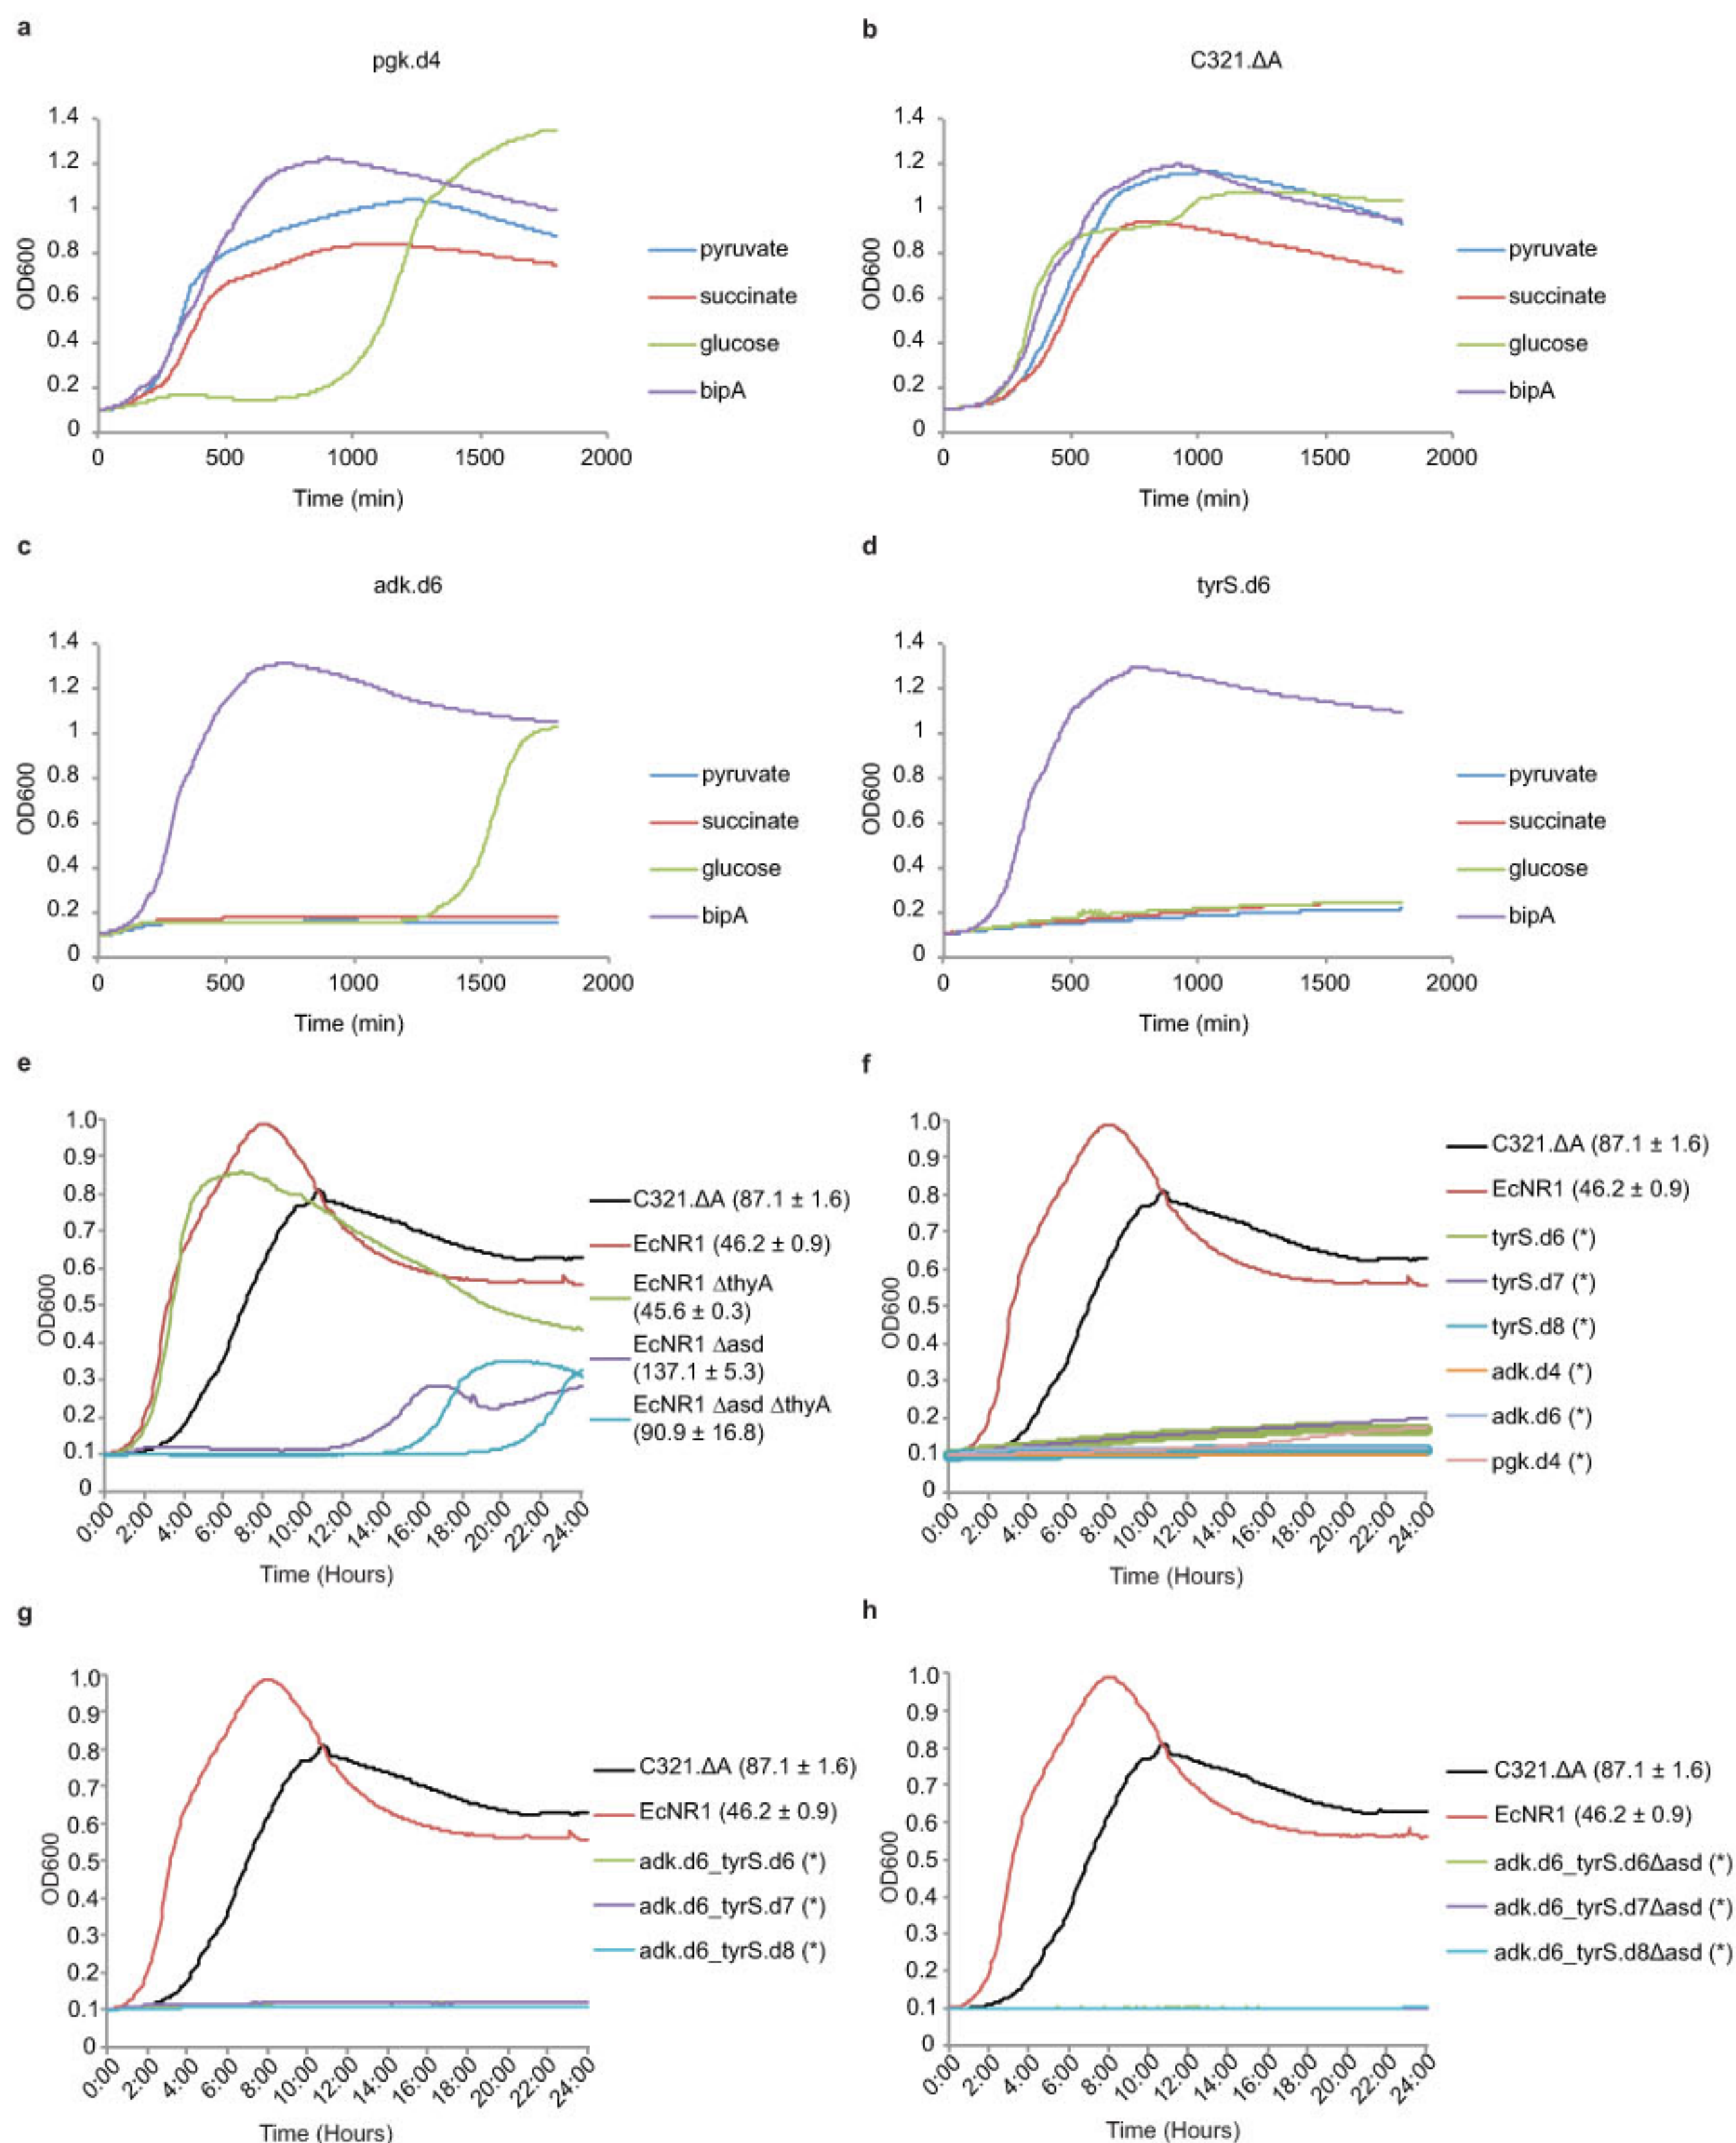 a
pgk.d4
1.4
1.2
1
0.8
0.6
0.4
0.2
0
OD600
0 500 1000 1500 2000
Time (min)
pyruvate
succinate
glucose
bipA
b
C321.ΔA
1.4
1.2
1
0.8
0.6
0.4
0.2
0
OD600
0 500 1000 1500 2000
Time (min)
pyruvate
succinate
glucose
bipA
c
adk.d6
1.4
1.2
1
0.8
0.6
0.4
0.2
0
OD600
0 500 1000 1500 2000
Time (min)
pyruvate
succinate
glucose
bipA
d
tyrS.d6
1.4
1.2
1
0.8
0.6
0.4
0.2
0
OD600
0 500 1000 1500 2000
Time (min)
pyruvate
succinate
glucose
bipA
e
1.0
0.9
0.8
0.7
0.6
0.5
0.4
0.3
0.2
0.1
0
OD600
0:00 2:00 4:00 6:00 8:00 10:00 12:00 14:00 16:00 18:00 20:00 22:00 24:00
Time (Hours)
C321.ΔA (87.1 ± 1.6)
EcNR1 (46.2 ± 0.9)
EcNR1 ΔthyA
(45.6 ± 0.3)
EcNR1 Δasd
(137.1 ± 5.3)
EcNR1 Δasd ΔthyA
(90.9 ± 16.8)
f
1.0
0.9
0.8
0.7
0.6
0.5
0.4
0.3
0.2
0.1
0
OD600
0:00 2:00 4:00 6:00 8:00 10:00 12:00 14:00 16:00 18:00 20:00 22:00 24:00
Time (Hours)
C321.ΔA (87.1 ± 1.6)
EcNR1 (46.2 ± 0.9)
tyrS.d6 (*)
tyrS.d7 (*)
tyrS.d8 (*)
adk.d4 (*)
adk.d6 (*)
pgk.d4 (*)
g
1.0
0.9
0.8
0.7
0.6
0.5
0.4
0.3
0.2
0.1
0
OD600
0:00 2:00 4:00 6:00 8:00 10:00 12:00 14:00 16:00 18:00 20:00 22:00 24:00
Time (Hours)
C321.ΔA (87.1 ± 1.6)
EcNR1 (46.2 ± 0.9)
adk.d6_tyrS.d6 (*)
adk.d6_tyrS.d7 (*)
adk.d6_tyrS.d8 (*)
h
1.0
0.9
0.8
0.7
0.6
0.5
0.4
0.3
0.2
0.1
0
OD600
0:00 2:00 4:00 6:00 8:00 10:00 12:00 14:00 16:00 18:00 20:00 22:00 24:00
Time (Hours)
C321.ΔA (87.1 ± 1.6)
EcNR1 (46.2 ± 0.9)
adk.d6_tyrS.d6Δasd (*)
adk.d6_tyrS.d7Δasd (*)
adk.d6_tyrS.d8Δasd (*)